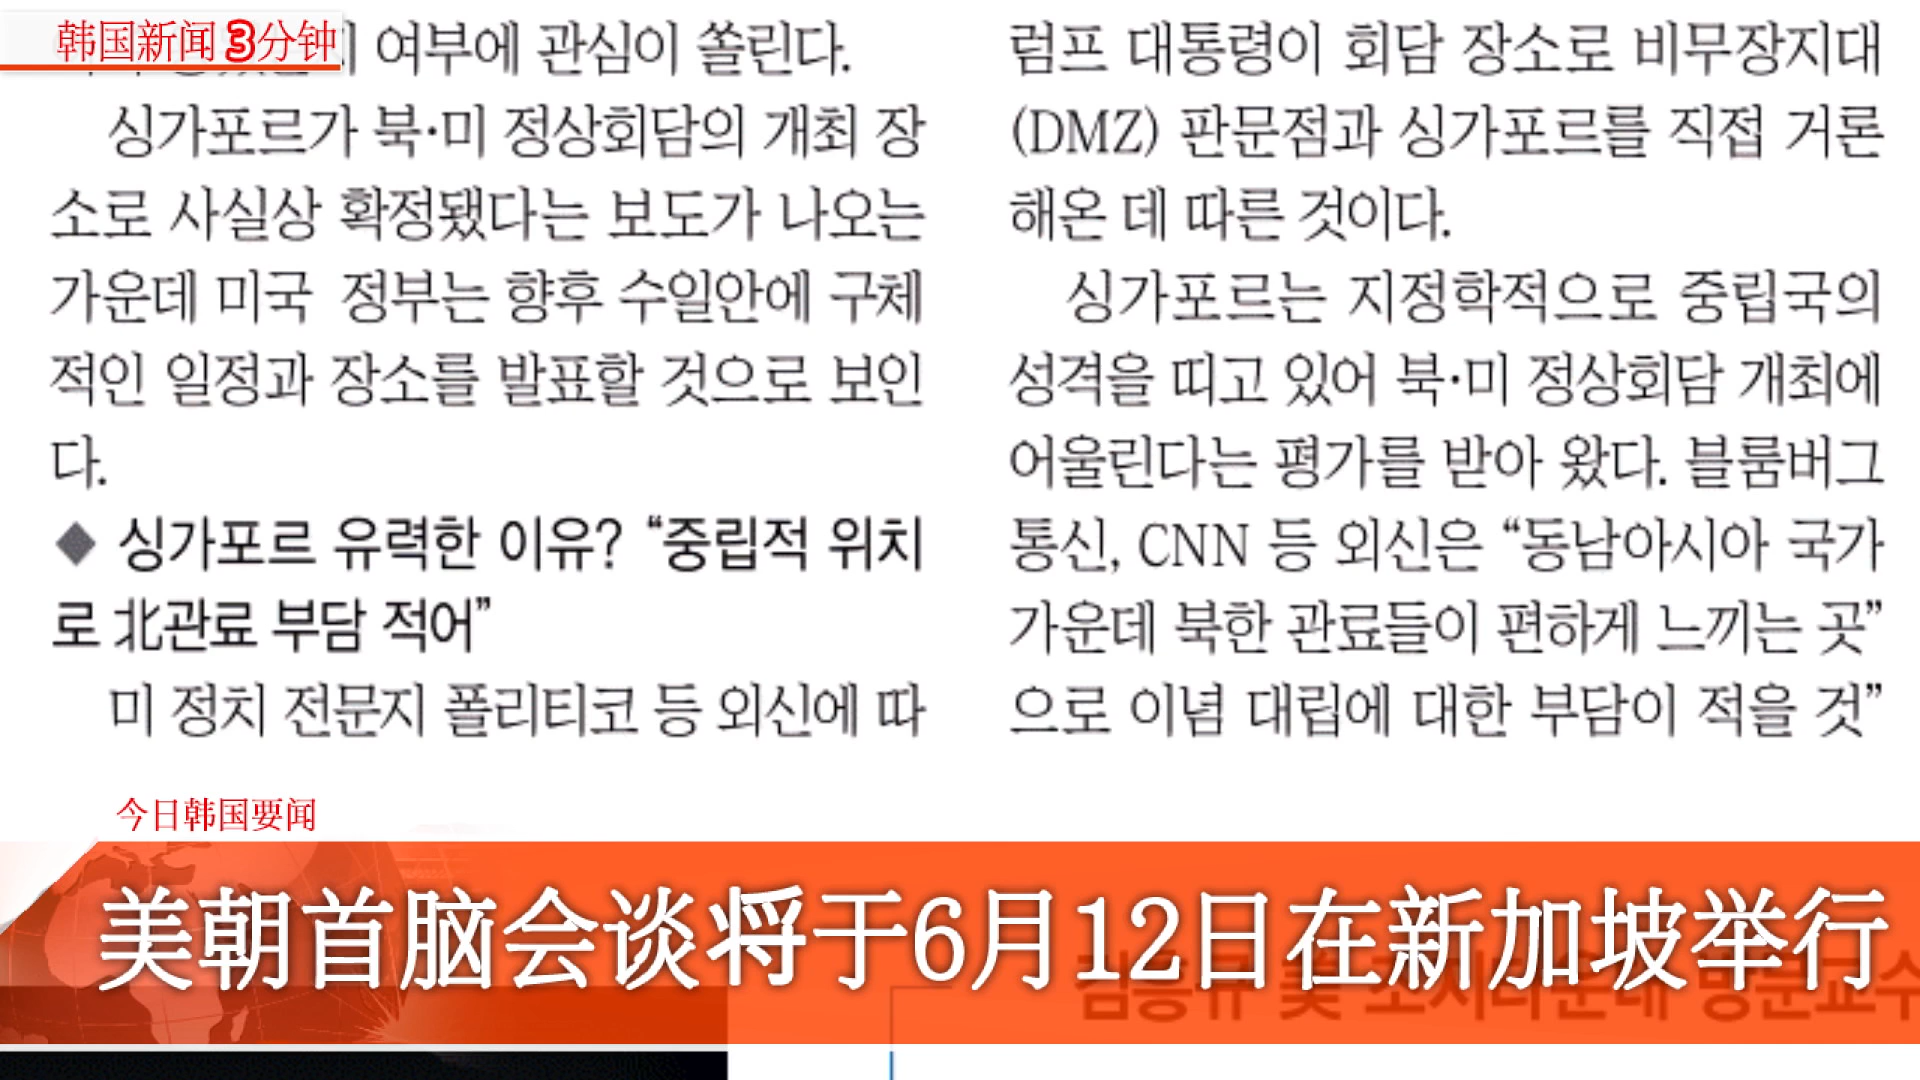 韩国新闻 3分钟
여부에 관심이 쏠린다.
싱가포르가 북·미 정상회담의 개최 장
소로 사실상 확정됐다는 보도가 나오는
가운데 미국 정부는 향후 수일안에 구체
적인 일정과 장소를 발표할 것으로 보인
다.
◆ 싱가포르 유력한 이유? “중립적 위치
로 北관료 부담 적어”
미 정치 전문지 폴리티코 등 외신에 따
럼프 대통령이 회담 장소로 비무장지대
(DMZ) 판문점과 싱가포르를 직접 거론
해온 데 따른 것이다.
싱가포르는 지정학적으로 중립국의
성격을 띠고 있어 북·미 정상회담 개최에
어울린다는 평가를 받아 왔다. 블룸버그
통신, CNN 등 외신은 “동남아시아 국가
가운데 북한 관료들이 편하게 느끼는 곳”
으로 이념 대립에 대한 부담이 적을 것”
今日韩国要闻
美朝首脑会谈将于6月12日在新加坡举行